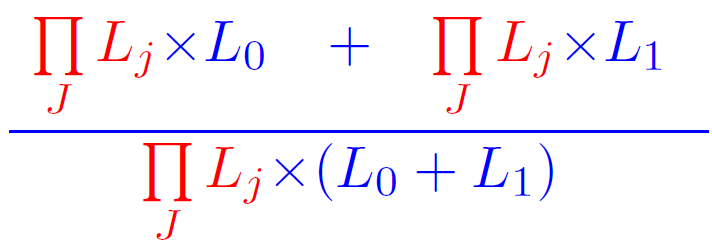 ∏_J L_j × L_0 + ∏_J L_j × L_1
∏_J L_j × (L_0 + L_1)